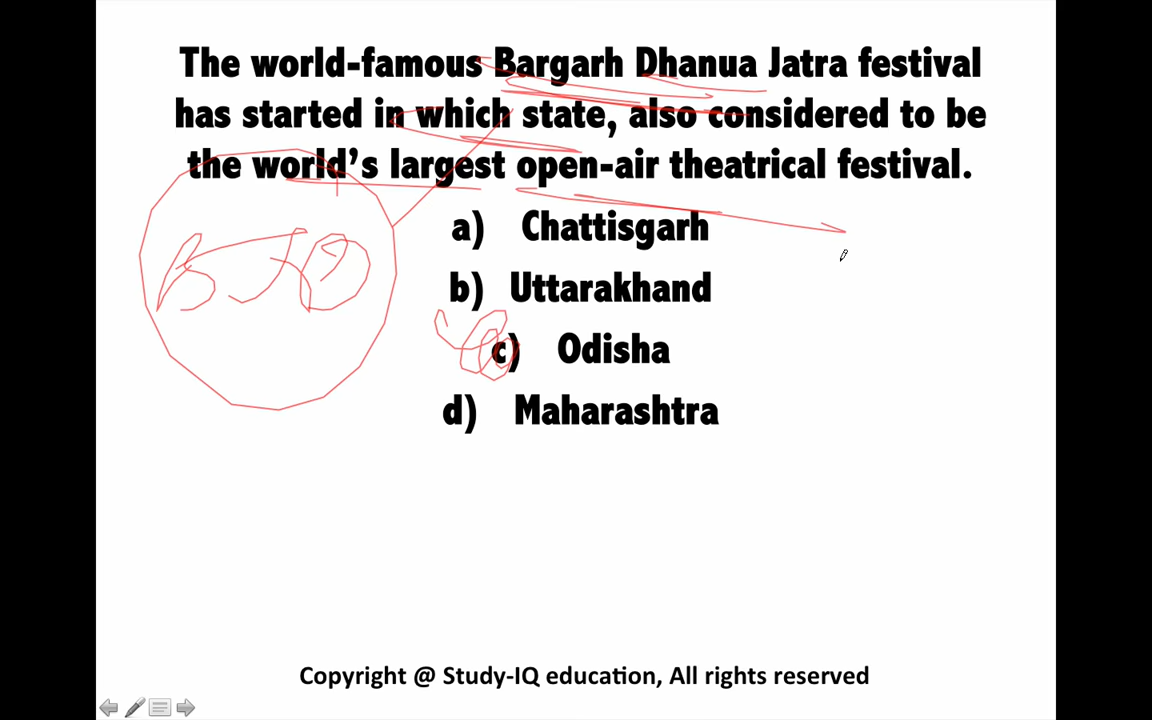 The world-famous Bargarh Dhanua Jatra festival
has started in which state, also considered to be
the world's largest open-air theatrical festival.
a) Chattisgarh
b) Uttarakhand
c) Odisha
d) Maharashtra
Copyright @ Study-IQ education, All rights reserved